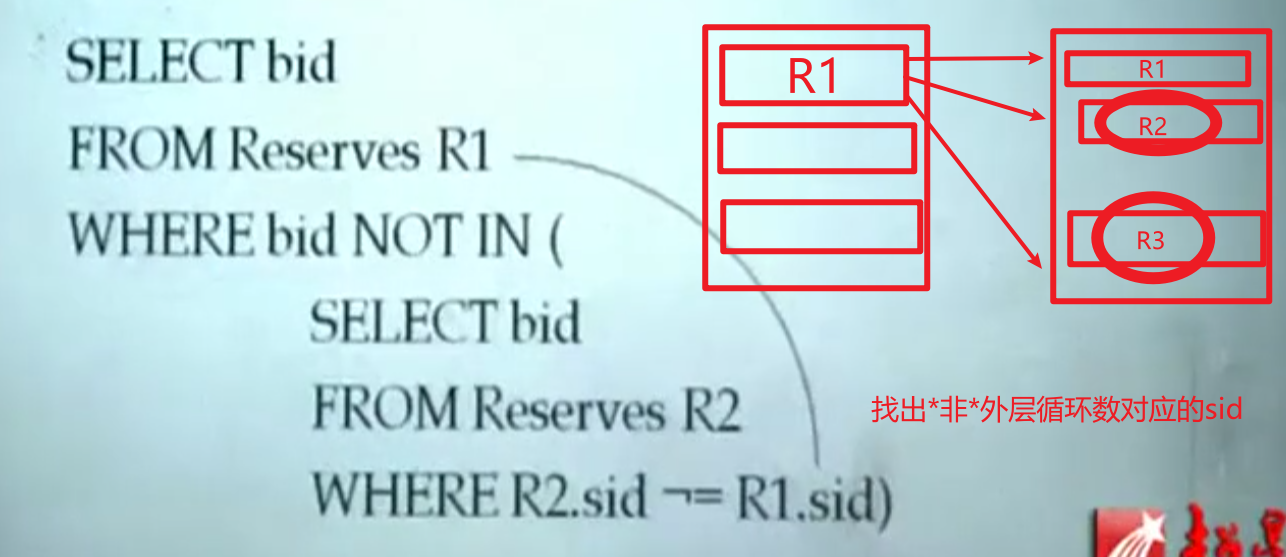 SELECT bid
FROM Reserves R1
WHERE bid NOT IN (
SELECT bid
FROM Reserves R2
WHERE R2.sid ¬= R1.sid)
R1
R1
R2
R3
找出*非*外层循环数对应的sid